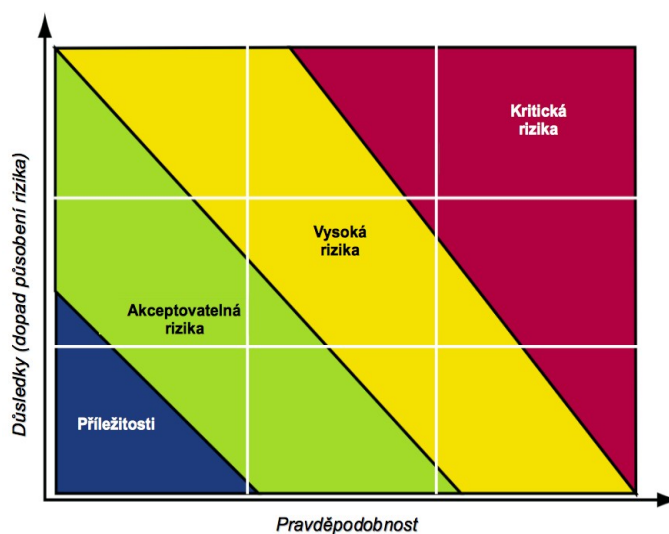 Kritická
rizika
Vysoká
rizika
Akceptovatelná
rizika
Příležitosti
Důsledky (dopad působení rizika)
Pravděpodobnost